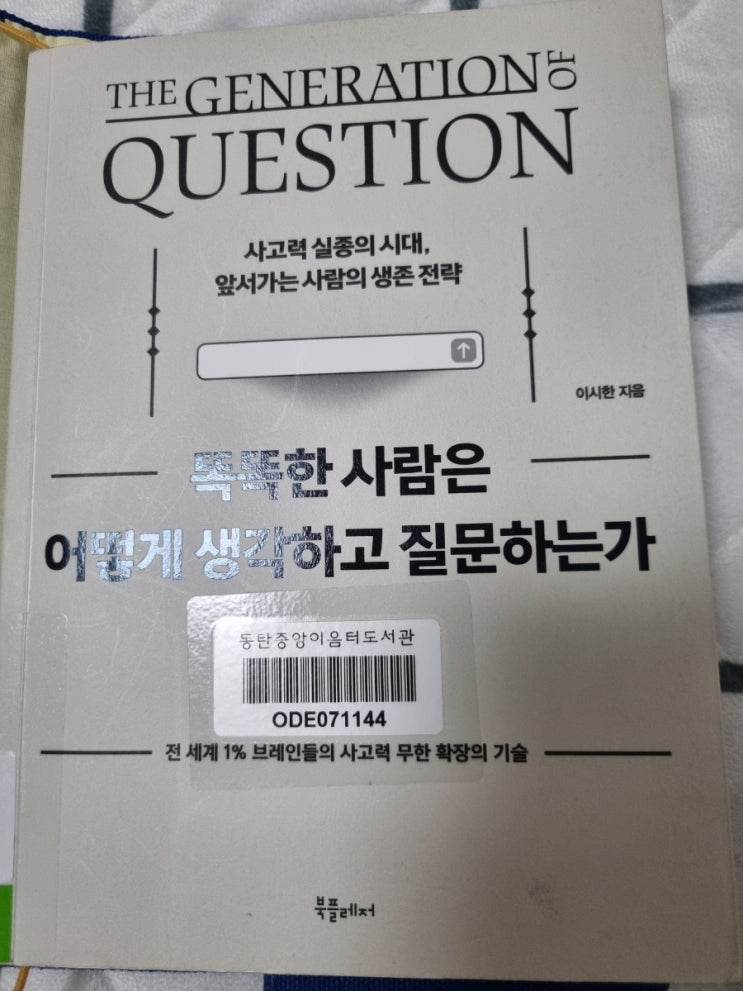 THE GENERATION OF
QUESTION
사고력 실종의 시대,
앞서가는 사람의 생존 전략
이시한 지음
똑똑한 사람은
어떻게 생각하고 질문하는가
동탄중앙이음터도서관
ODE071144
전 세계 1% 브레인들의 사고력 무한 확장의 기술
북플레저